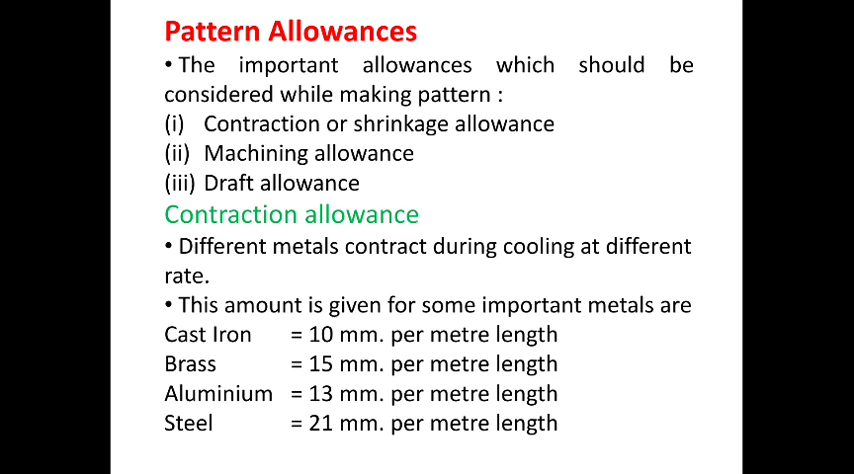 Pattern Allowances
• The important allowances which should be
considered while making pattern :
(i) Contraction or shrinkage allowance
(ii) Machining allowance
(iii) Draft allowance
Contraction allowance
• Different metals contract during cooling at different
rate.
• This amount is given for some important metals are
Cast Iron = 10 mm. per metre length
Brass = 15 mm. per metre length
Aluminium = 13 mm. per metre length
Steel = 21 mm. per metre length